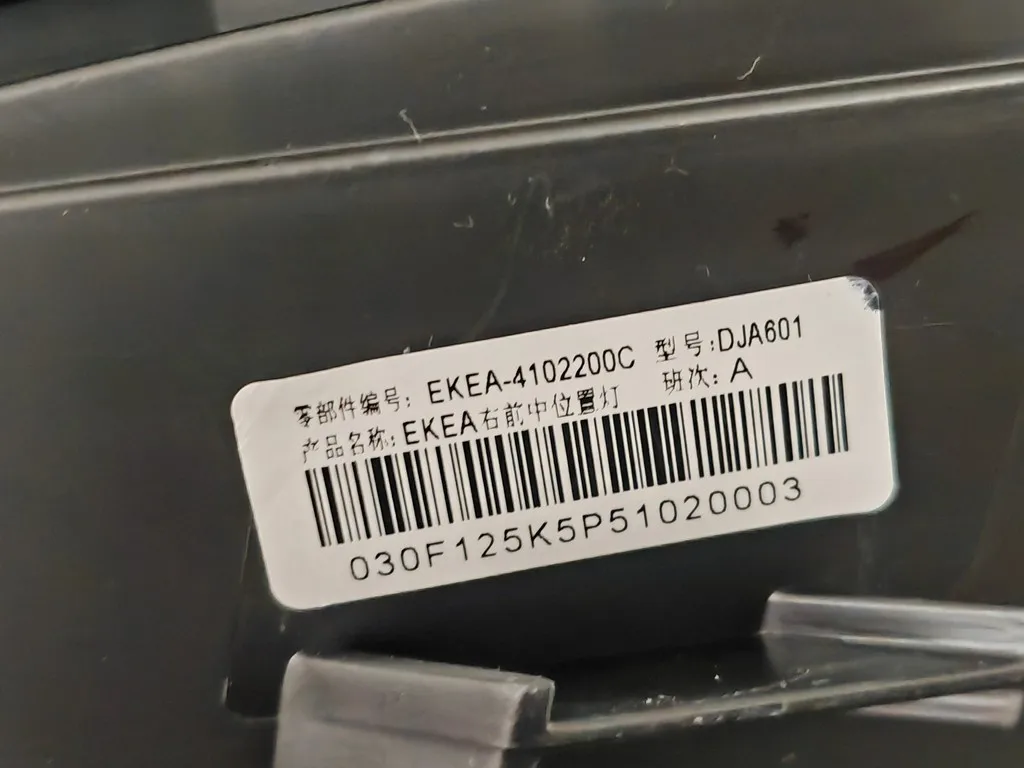 零部件编号: EKEA-4102200C 型号:DJA601
产品名称:EKEA右前中位置灯 班次: A
030F125K5P51020003